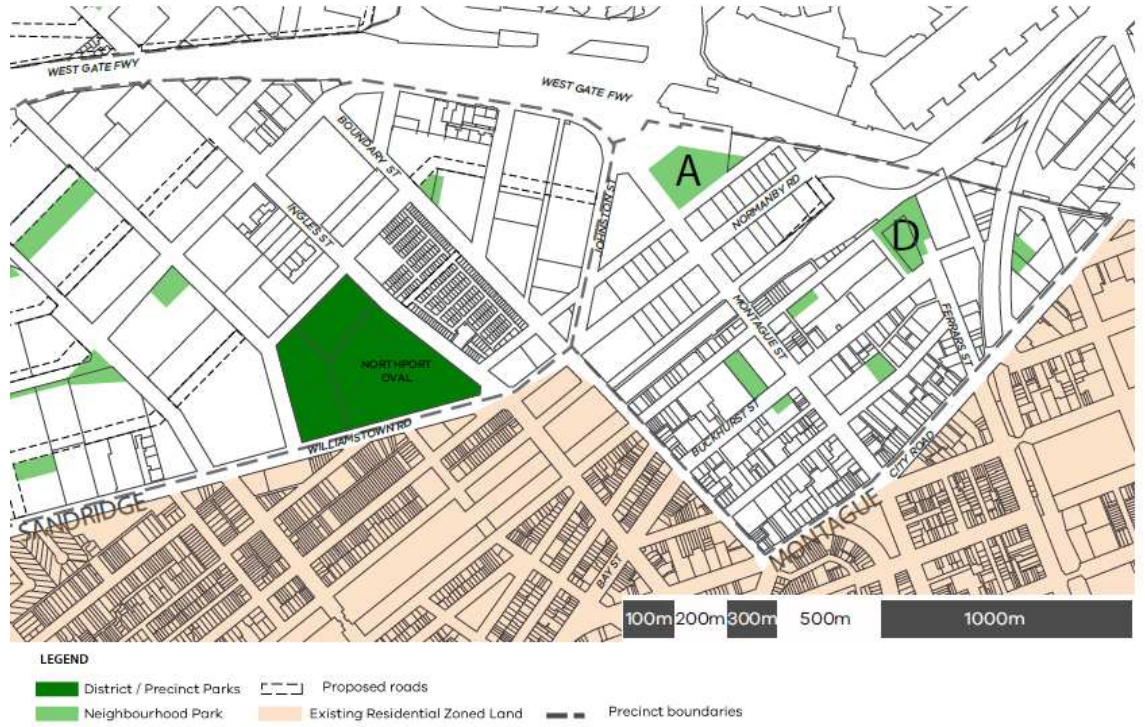 WEST GATE FWY
WEST GATE FWY
BOUNDARY ST
A
NORMANBY RD
INGLES ST
JOHNSTON ST
D
MONTAGUE ST
FERRARS ST
NORTHPORT
OVAL
BUCKHURST ST
WILLIAMSTOWN RD
CITY ROAD
SANDRIDGE
MONTAGUE
BAY ST
100m 200m 300m 500m 1000m
LEGEND
District / Precinct Parks
Proposed roads
Neighbourhood Park
Existing Residential Zoned Land
Precinct boundaries